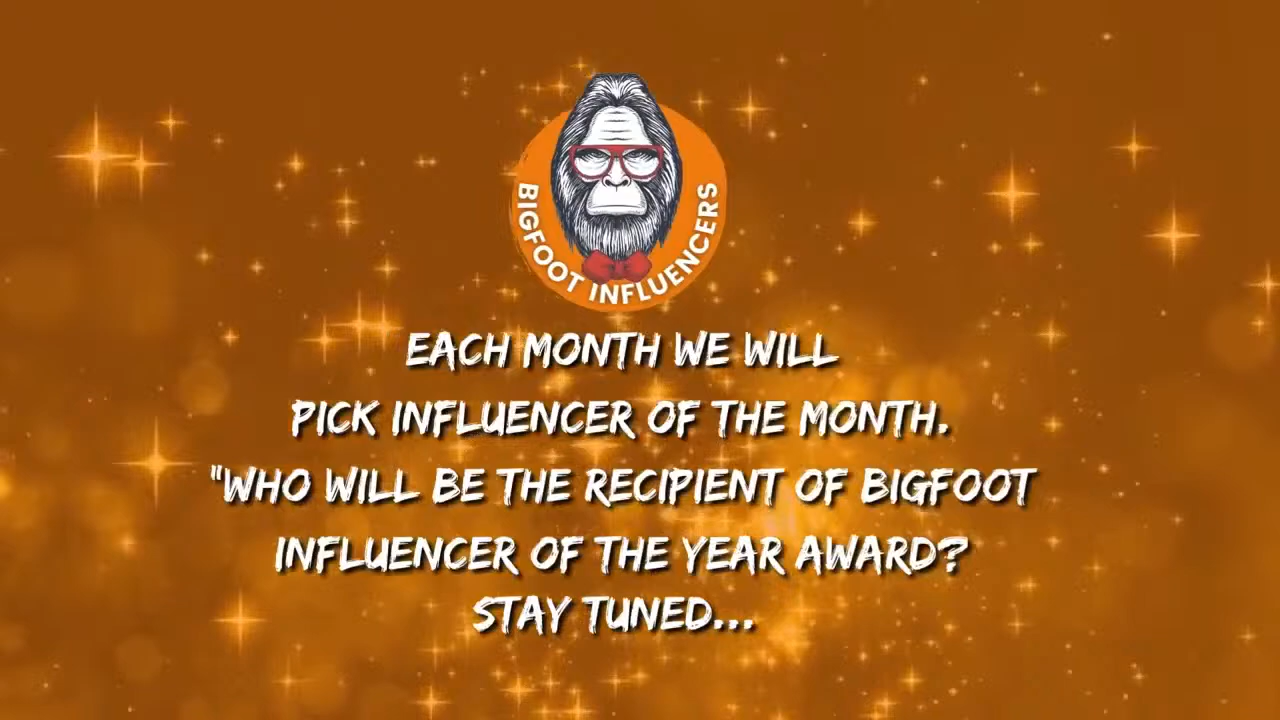 BIGFOOT INFLUENCERS
EACH MONTH WE WILL
PICK INFLUENCER OF THE MONTH.
"WHO WILL BE THE RECIPIENT OF BIGFOOT
INFLUENCER OF THE YEAR AWARD?
STAY TUNED...